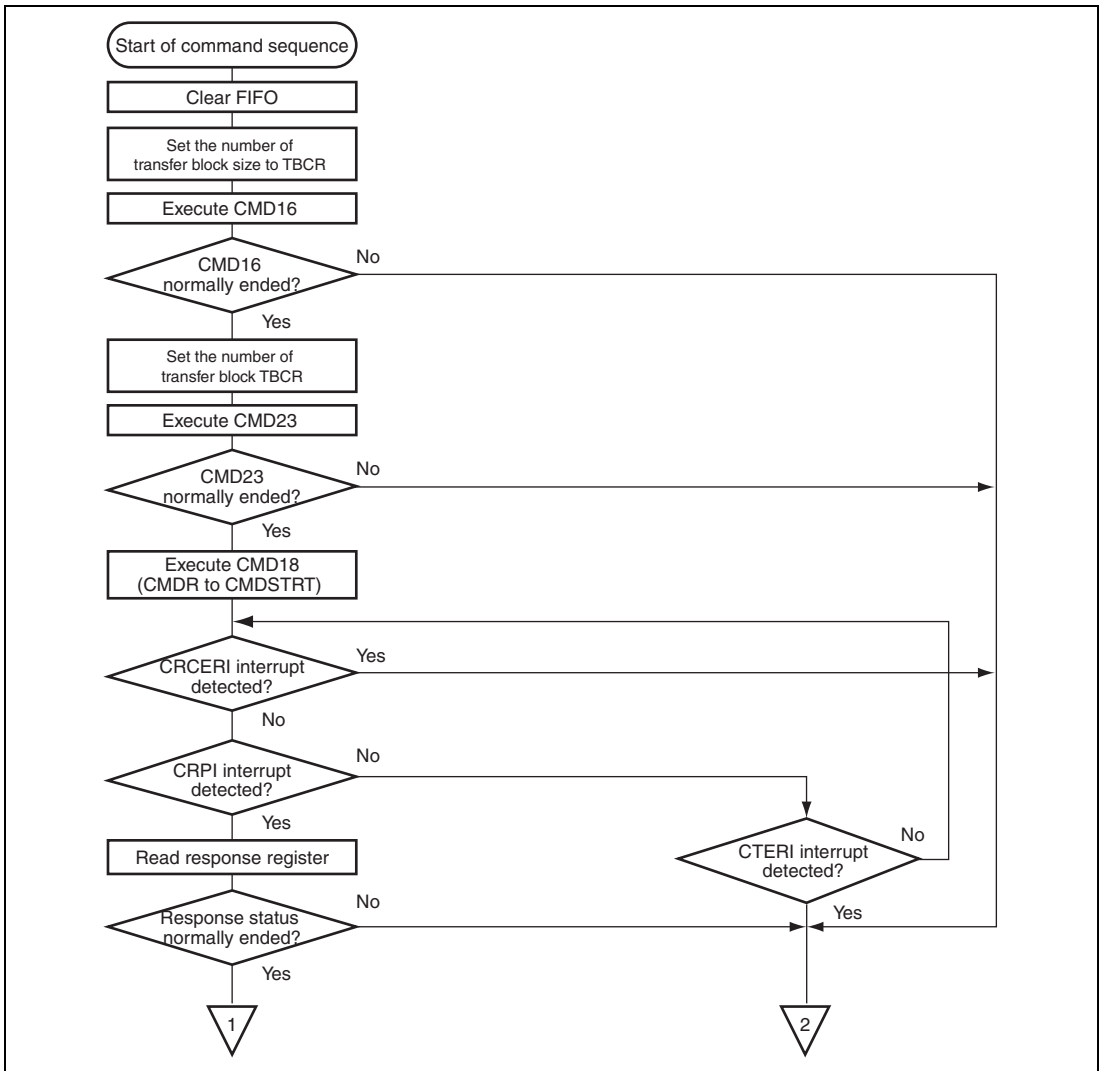 Start of command sequence
Clear FIFO
Set the number of
transfer block size to TBCR
Execute CMD16
CMD16
normally ended?
No
Yes
Set the number of
transfer block TBCR
Execute CMD23
CMD23
normally ended?
No
Yes
Execute CMD18
(CMDR to CMDSTRT)
CRCERI interrupt
detected?
Yes
No
CRPI interrupt
detected?
No
Yes
CTERI interrupt
detected?
No
Yes
Read response register
Response status
normally ended?
No
Yes
1
2